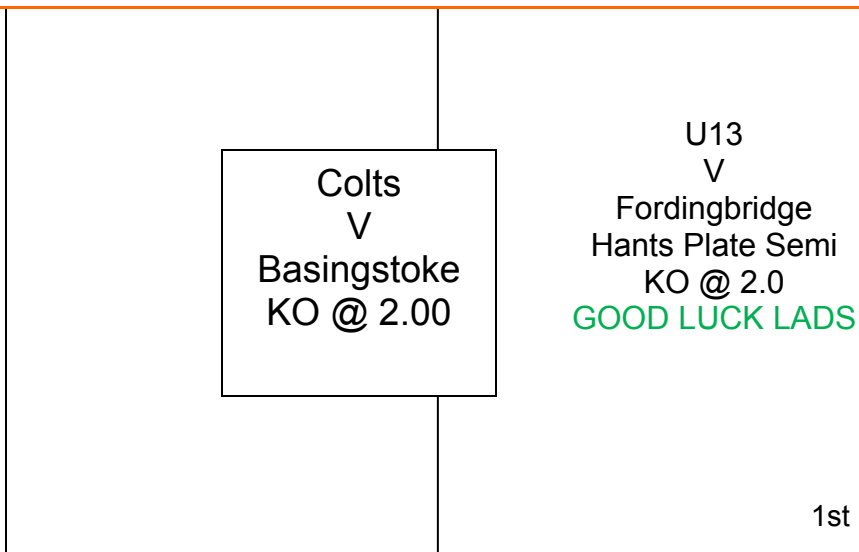 Colts
V
Basingstoke
KO @ 2.00
U13
V
Fordingbridge
Hants Plate Semi
KO @ 2.0
GOOD LUCK LADS
1st